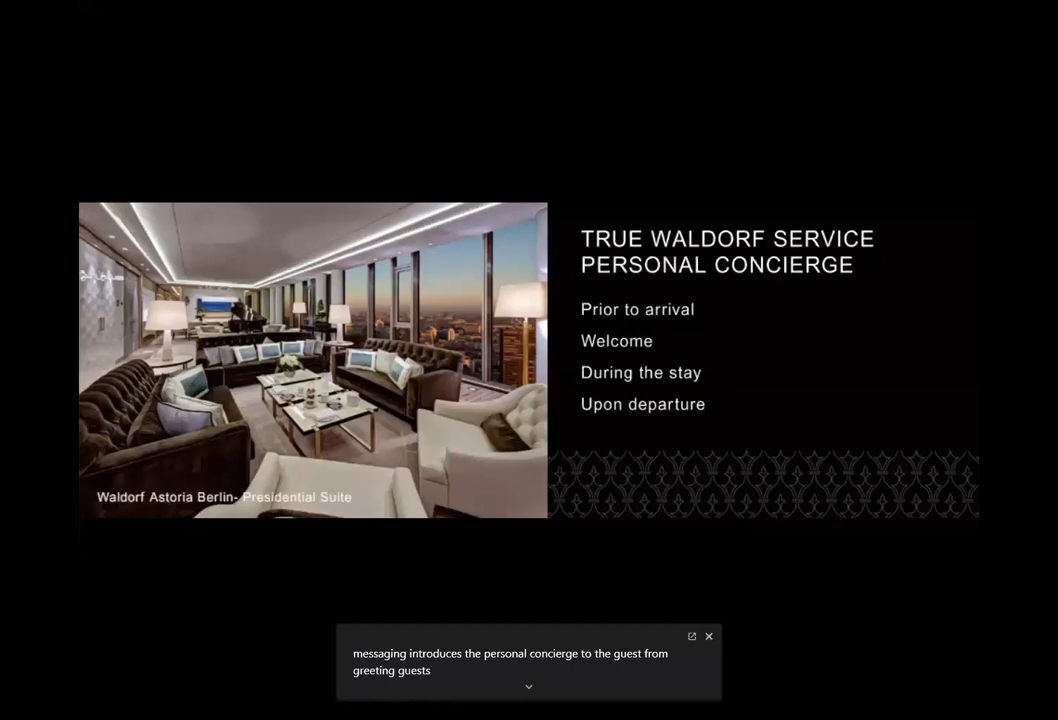 TRUE WALDORF SERVICE
PERSONAL CONCIERGE
Prior to arrival
Welcome
During the stay
Upon departure
Waldorf Astoria Berlin- Presidential Suite
messaging introduces the personal concierge to the guest from
greeting guests